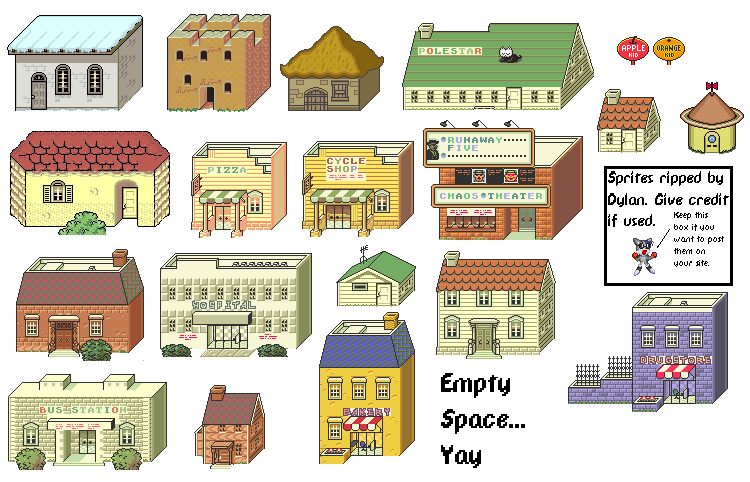 POLESTAR
APPLE
KID
ORANGE
KID
PIZZA
CYCLE
SHOP
RUNAWAY
FIVE
CHAOS THEATER
Sprites ripped by
Dylan. Give credit
if used.
Keep this
box if you
want to post
them on
your site.
HOSPITAL
DRUGSTORE
BUS STATION
BAKERY
Empty
Space...
Yay